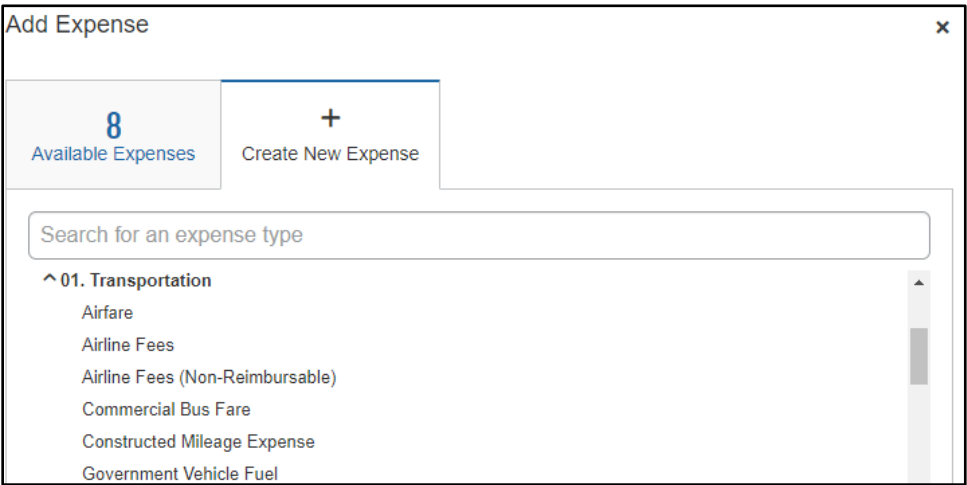 Add Expense
×
8
Available Expenses
+
Create New Expense
Search for an expense type
01. Transportation
Airfare
Airline Fees
Airline Fees (Non-Reimbursable)
Commercial Bus Fare
Constructed Mileage Expense
Government Vehicle Fuel